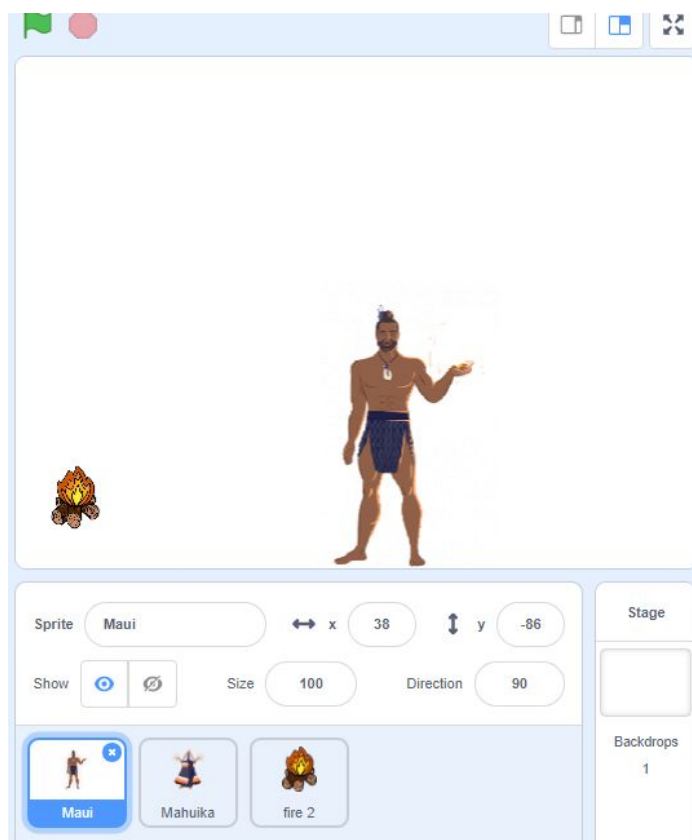 Sprite Maui x 38 y -86
Show Size 100 Direction 90
Stage
Backdrops
1
Maui Mahuika fire 2